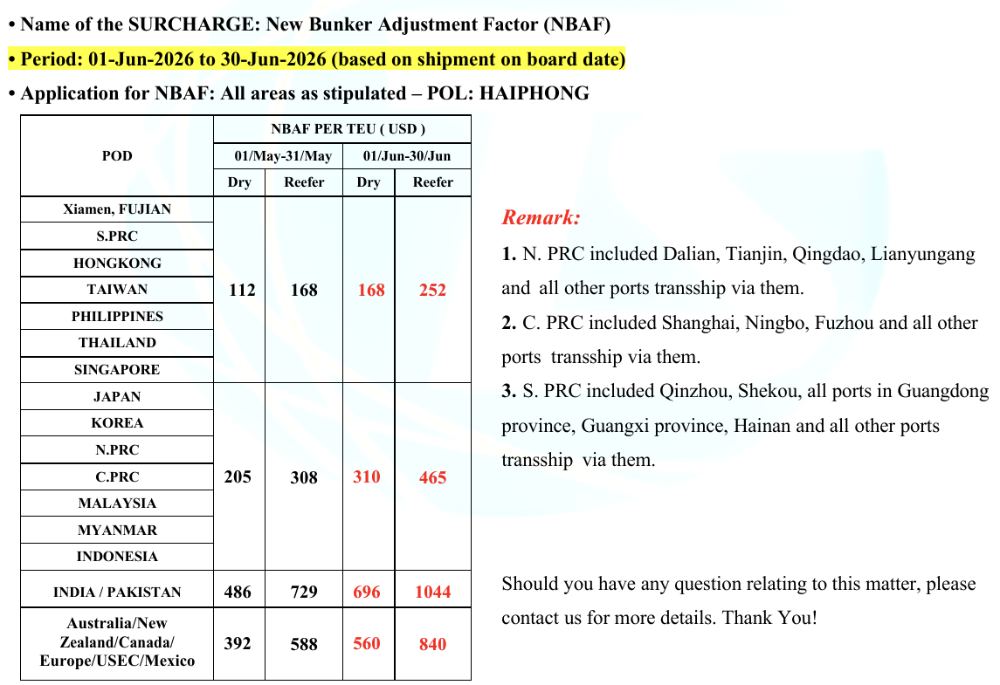 • Name of the SURCHARGE: New Bunker Adjustment Factor (NBAF)
• Period: 01-Jun-2026 to 30-Jun-2026 (based on shipment on board date)
• Application for NBAF: All areas as stipulated – POL: HAIPHONG
POD
NBAF PER TEU ( USD )
01/May-31/May 01/Jun-30/Jun
Dry Reefer Dry Reefer
Xiamen, FUJIAN
S.PRC
HONGKONG
TAIWAN
PHILIPPINES
THAILAND
SINGAPORE
112 168 168 252
JAPAN
KOREA
N.PRC
C.PRC
MALAYSIA
MYANMAR
INDONESIA
205 308 310 465
INDIA / PAKISTAN 486 729 696 1044
Australia/New
Zealand/Canada/
Europe/USEC/Mexico
392 588 560 840
Remark:
1. N. PRC included Dalian, Tianjin, Qingdao, Lianyungang
and all other ports transship via them.
2. C. PRC included Shanghai, Ningbo, Fuzhou and all other
ports transship via them.
3. S. PRC included Qinzhou, Shekou, all ports in Guangdong
province, Guangxi province, Hainan and all other ports
transship via them.
Should you have any question relating to this matter, please
contact us for more details. Thank You!